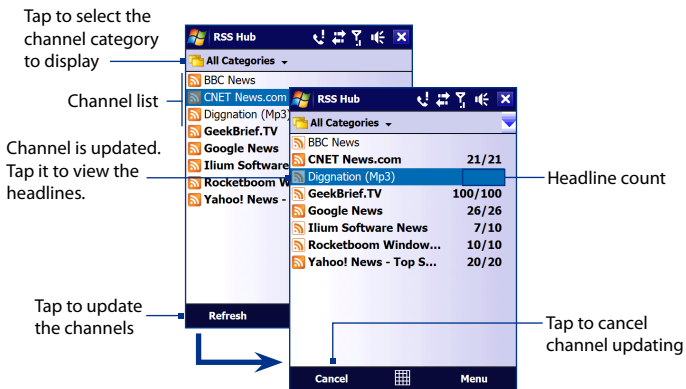 Tap to select the
channel category
to display
Channel list
Channel is updated.
Tap it to view the
headlines.
Tap to update
the channels
RSS Hub
All Categories
BBC News
CNET News.com
Diggnation (Mp3)
GeekBrief.TV
Google News
Ilium Software
Rocketboom W
Yahoo! News -
Refresh
RSS Hub
All Categories
BBC News
CNET News.com 21/21
Diggnation (Mp3)
GeekBrief.TV 100/100
Google News 26/26
Ilium Software News 7/10
Rocketboom Window... 10/10
Yahoo! News - Top S... 20/20
Cancel Menu
Headline count
Tap to cancel
channel updating